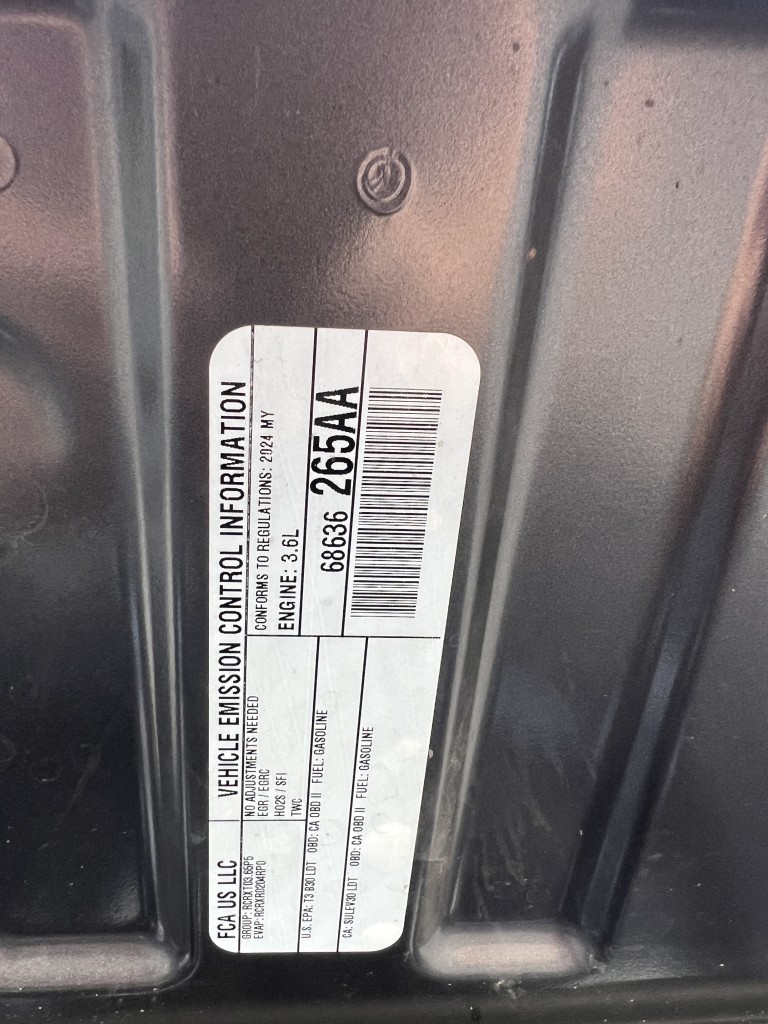 FCA US LLC VEHICLE EMISSION CONTROL INFORMATION
GROUP: RCRXT03.65P5
EVAP: RCRXR0204RP0
NO ADJUSTMENTS NEEDED
EGR / EGRC
HO2S / SFI
TWC
CONFORMS TO REGULATIONS: 2024 MY
ENGINE: 3.6L
U.S. EPA: T3 B30 LDT OBD: CA OBD II FUEL: GASOLINE
CA: SULEV30 LDT OBD: CA OBD II FUEL: GASOLINE
68636 265AA